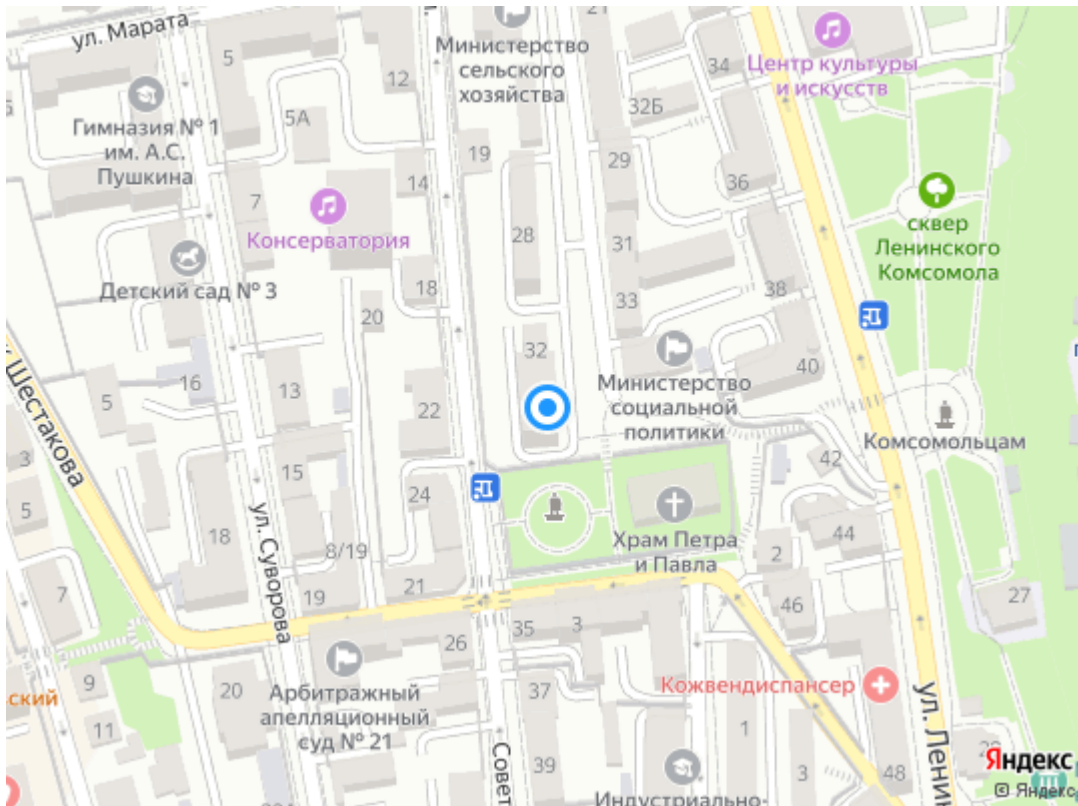 ул. Марата
Министерство
сельского
хозяйства
21
5
12
34
Центр культуры
и искусств
32Б
5А
Гимназия № 1
им. А.С.
Пушкина
19
29
14
36
7
Консерватория
28
31
сквер
Ленинского
Комсомола
Детский сад № 3
18
20
33
38
32
Министерство
социальной
политики
40
Комсомольцам
Шестакова
5
16
13
22
3
15
24
42
5
ул. Суворова
18
8/19
Храм Петра
и Павла
2
44
7
19
21
46
27
26
35
3
9
ский
11
20
Арбитражный
апелляционный
суд № 21
37
Кожвендиспансер
1
ул. Ленин
Совет
39
Индустриально-
3
48
Яндекс
© Яндекс